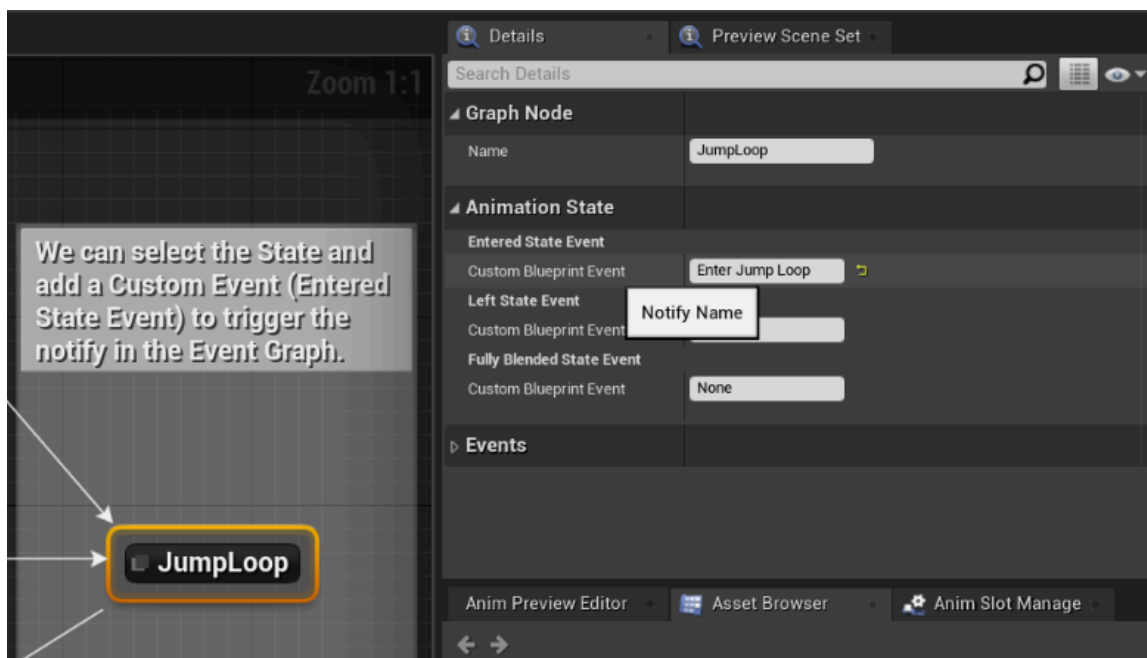 Details
Preview Scene Set
Zoom 1:1
Search Details
Graph Node
Name
JumpLoop
Animation State
Entered State Event
Custom Blueprint Event
Enter Jump Loop
Left State Event
Notify Name
Custom Blueprint Event
Fully Blended State Event
Custom Blueprint Event
None
Events
We can select the State and
add a Custom Event (Entered
State Event) to trigger the
notify in the Event Graph.
JumpLoop
Anim Preview Editor
Asset Browser
Anim Slot Manage